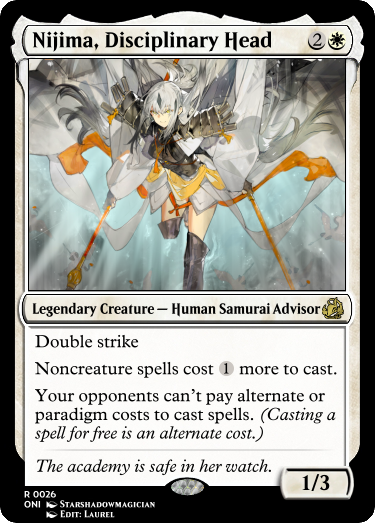 Nijima, Disciplinary Head 2
Legendary Creature — Human Samurai Advisor
Double strike
Noncreature spells cost 1 more to cast.
Your opponents can't pay alternate or
paradigm costs to cast spells. (Casting a
spell for free is an alternate cost.)
The academy is safe in her watch.
1/3
R 0026
ONI Starshadowmagician
Edit: Laurel